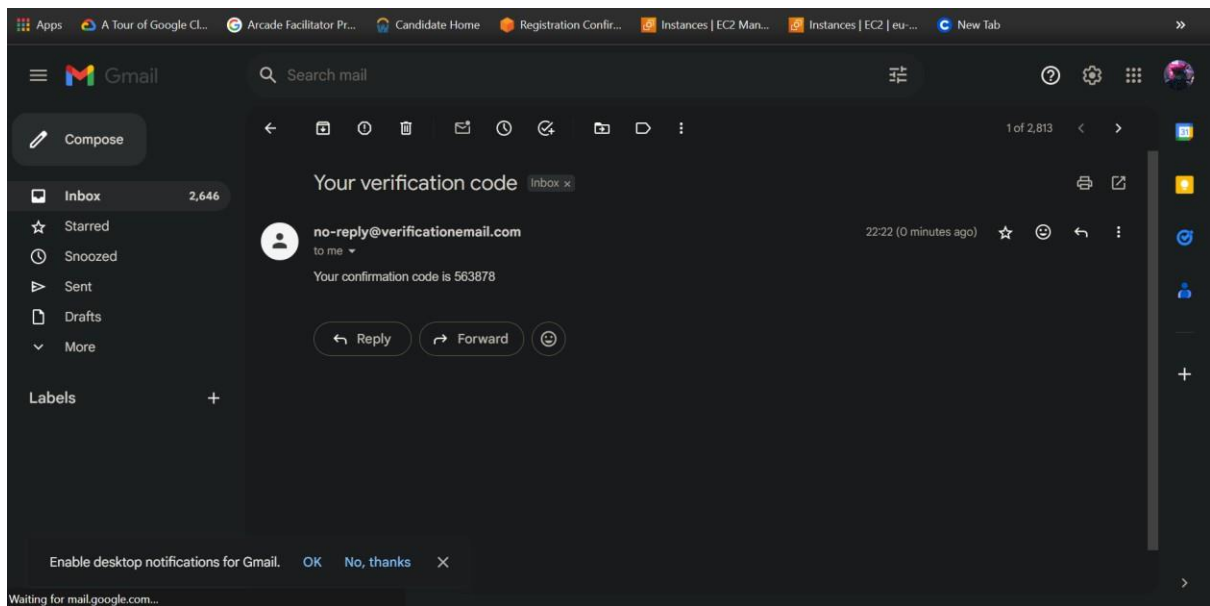 Apps A Tour of Google Cl... Arcade Facilitator Pr... Candidate Home Registration Confir... Instances | EC2 Man... Instances | EC2 | eu-... New Tab »
Gmail Search mail
Compose
1 of 2,813
Your verification code Inbox x
Inbox 2,646
Starred
Snoozed
Sent
Drafts
More
Labels +
no-reply@verificationemail.com 22:22 (0 minutes ago)
to me
Your confirmation code is 563878
Reply Forward
31
Enable desktop notifications for Gmail. OK No, thanks
Waiting for mail.google.com...